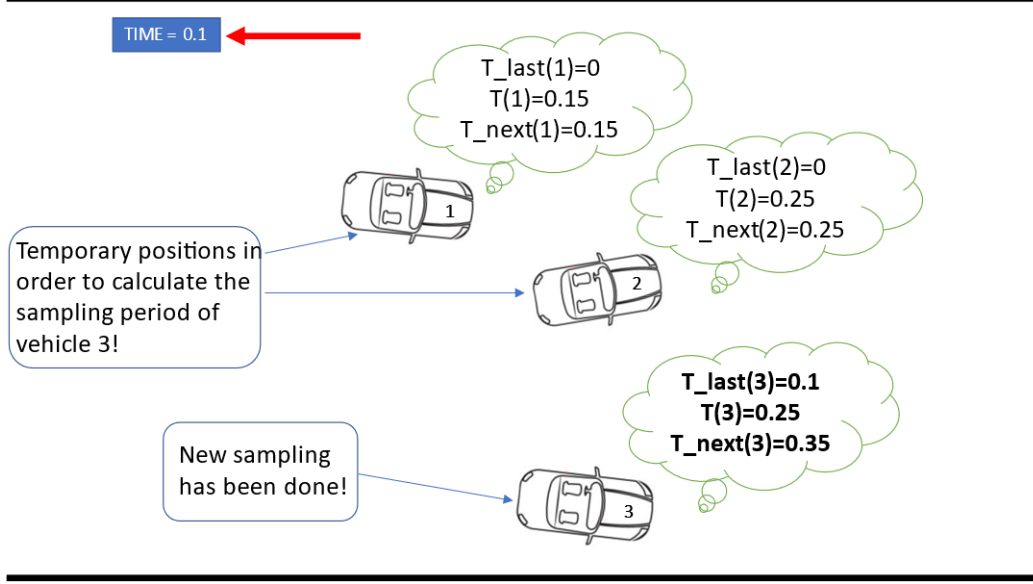 TIME = 0.1
T_last(1)=0
T(1)=0.15
T_next(1)=0.15
T_last(2)=0
T(2)=0.25
T_next(2)=0.25
1
Temporary positions in
order to calculate the
sampling period of
vehicle 3!
2
T_last(3)=0.1
T(3)=0.25
T_next(3)=0.35
New sampling
has been done!
3